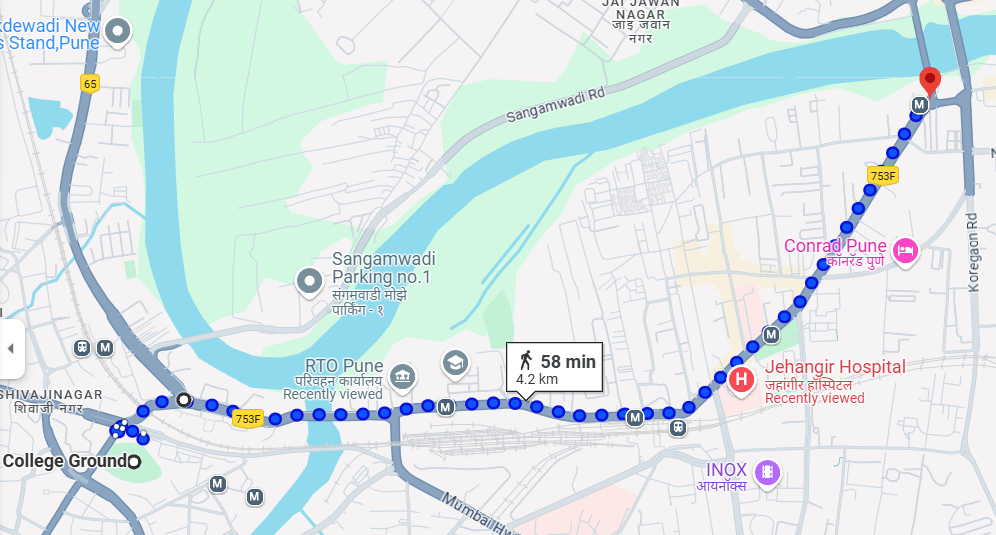 kdewadi New
s Stand,Pune
65
JAI JAWAN
NAGAR
जाई जवान
नगर
Sangamwadi Rd
M
753F
Conrad Pune
कॉनरॅड पुणे
Koregaon Rd
Sangamwadi
Parking no.1
संगमवाडी मोझे
पार्किंग - १
M
M
58 min
4.2 km
RTO Pune
परिवहन कार्यालय
Recently viewed
Jehangir Hospital
जहांगीर हॉस्पिटल
Recently viewed
H
SHIVAJINAGAR
शिवाजी नगर
753F
M
M
College Ground
M
M
INOX
आयनॉक्स
Mumbai Hwy